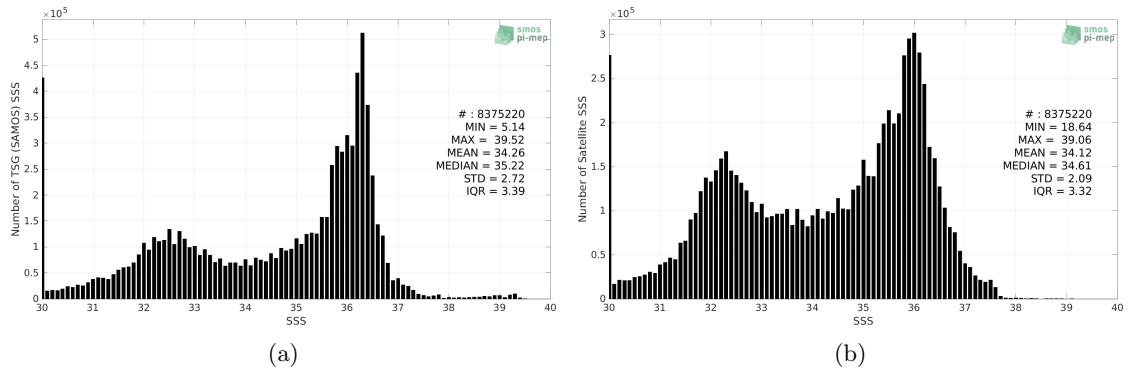 ×10⁵
5
4.5
4
3.5
3
2.5
2
1.5
1
0.5
0
Number of TSG (SAMOS) SSS
30 31 32 33 34 35 36 37 38 39 40
SSS
smos
pi-mep
# : 8375220
MIN = 5.14
MAX = 39.52
MEAN = 34.26
MEDIAN = 35.22
STD = 2.72
IQR = 3.39
(a)
×10⁵
3
2.5
2
1.5
1
0.5
0
Number of Satellite SSS
30 31 32 33 34 35 36 37 38 39 40
SSS
smos
pi-mep
# : 8375220
MIN = 18.64
MAX = 39.06
MEAN = 34.12
MEDIAN = 34.61
STD = 2.09
IQR = 3.32
(b)